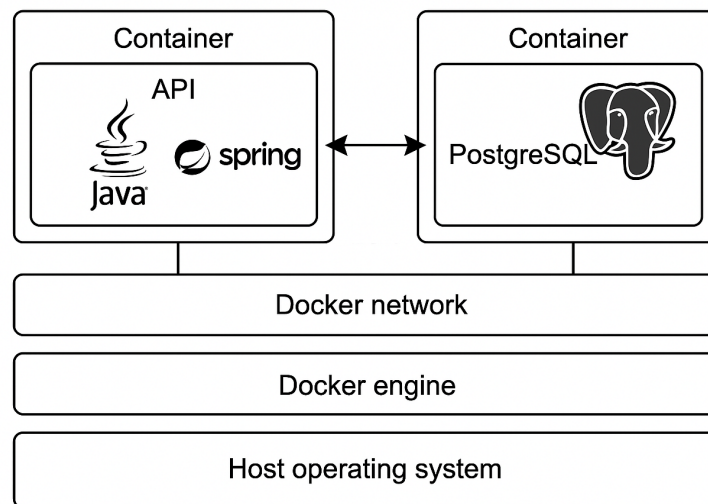 Container
API
Java
spring
Container
PostgreSQL
Docker network
Docker engine
Host operating system